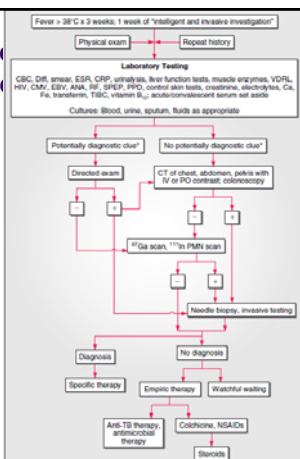 Fever > 38°C x 3 weeks; 1 week of "intelligent and invasive investigation"
Physical exam
Repeat history
Laboratory Testing
CBC, Diff, smear, ESR, CRP, urinalysis, liver function tests, muscle enzymes, VDRL,
HIV, CMV, EBV, ANA, RF, SPEP, PPD, control skin tests, creatinine, electrolytes, Ca,
Fe, transferrin, TIBC, vitamin B12; acute/convalescent serum set aside
Cultures: Blood, urine, sputum, fluids as appropriate
Potentially diagnostic clue*
No potentially diagnostic clue*
Directed exam
CT of chest, abdomen, pelvis with
IV or PO contrast; colonoscopy
−
+
−
+
67Ga scan, 111In PMN scan
−
+
Needle biopsy, invasive testing
Diagnosis
No diagnosis
Specific therapy
Empiric therapy
Watchful waiting
Anti-TB therapy,
antimicrobial
therapy
Colchicine, NSAIDs
Steroids